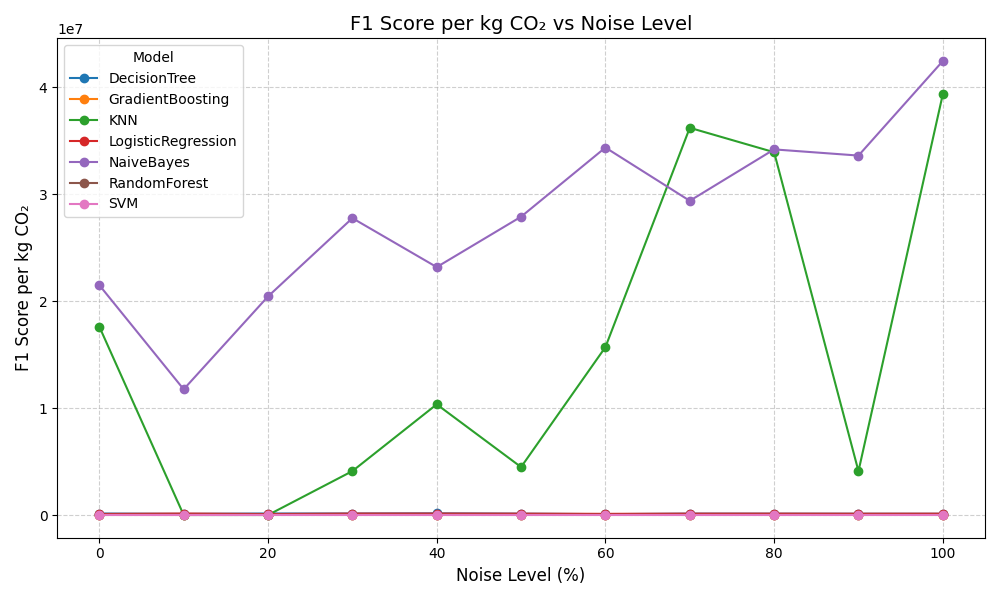 F1 Score per kg CO₂ vs Noise Level
1e7
Model
DecisionTree
GradientBoosting
KNN
LogisticRegression
NaiveBayes
RandomForest
SVM
F1 Score per kg CO₂
4
3
2
1
0
0 20 40 60 80 100
Noise Level (%)